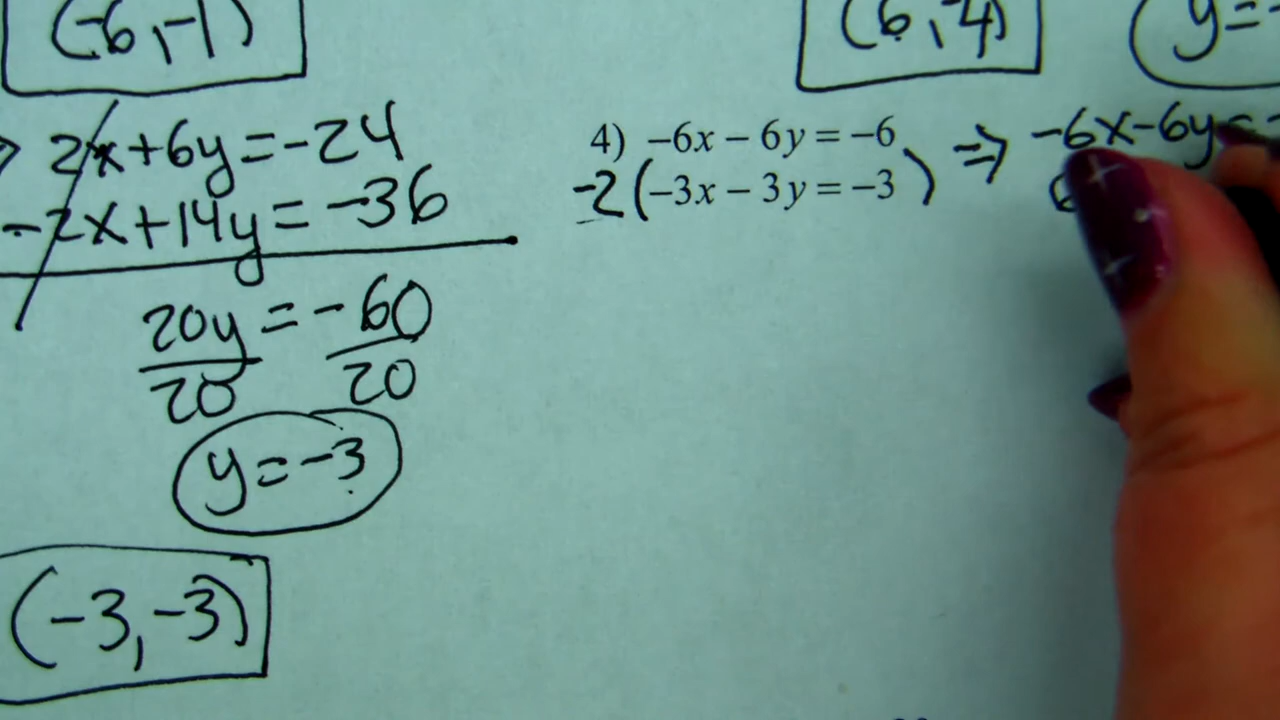 (-6,-1)
2x+6y=-24
-2x+14y=-36
20y=-60
20 20
y=-3
(-3,-3)
(6,-4)
y=-
4) -6x - 6y = -6 ⇒ -6x-6y=-
-2(-3x - 3y = -3) 6